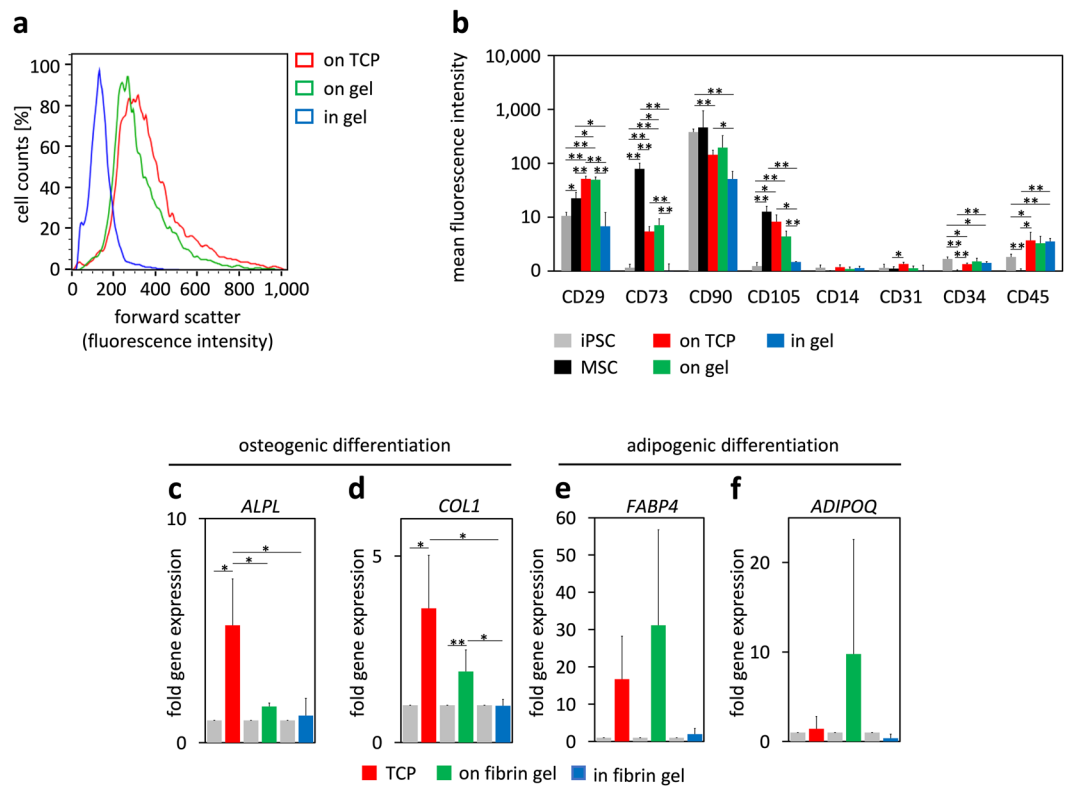 a
100
80
60
40
20
0
cell counts [%]
0 200 400 600 800 1,000
forward scatter
(fluorescence intensity)
on TCP
on gel
in gel
b
10,000
1,000
100
10
0
mean fluorescence intensity
CD29 CD73 CD90 CD105 CD14 CD31 CD34 CD45
iPSC on TCP in gel
MSC on gel
osteogenic differentiation
adipogenic differentiation
c
ALPL
10
0
fold gene expression
d
COL1
5
0
fold gene expression
e
FABP4
60
50
40
30
20
10
0
fold gene expression
f
ADIPOQ
20
10
0
fold gene expression
TCP on fibrin gel in fibrin gel